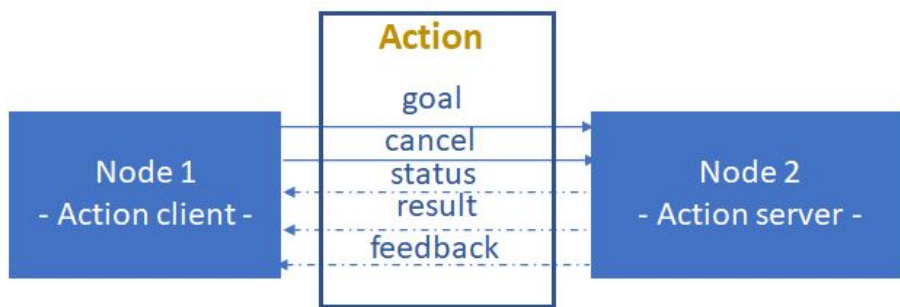 Action
goal
cancel
status
result
feedback
Node 1
- Action client -
Node 2
- Action server -